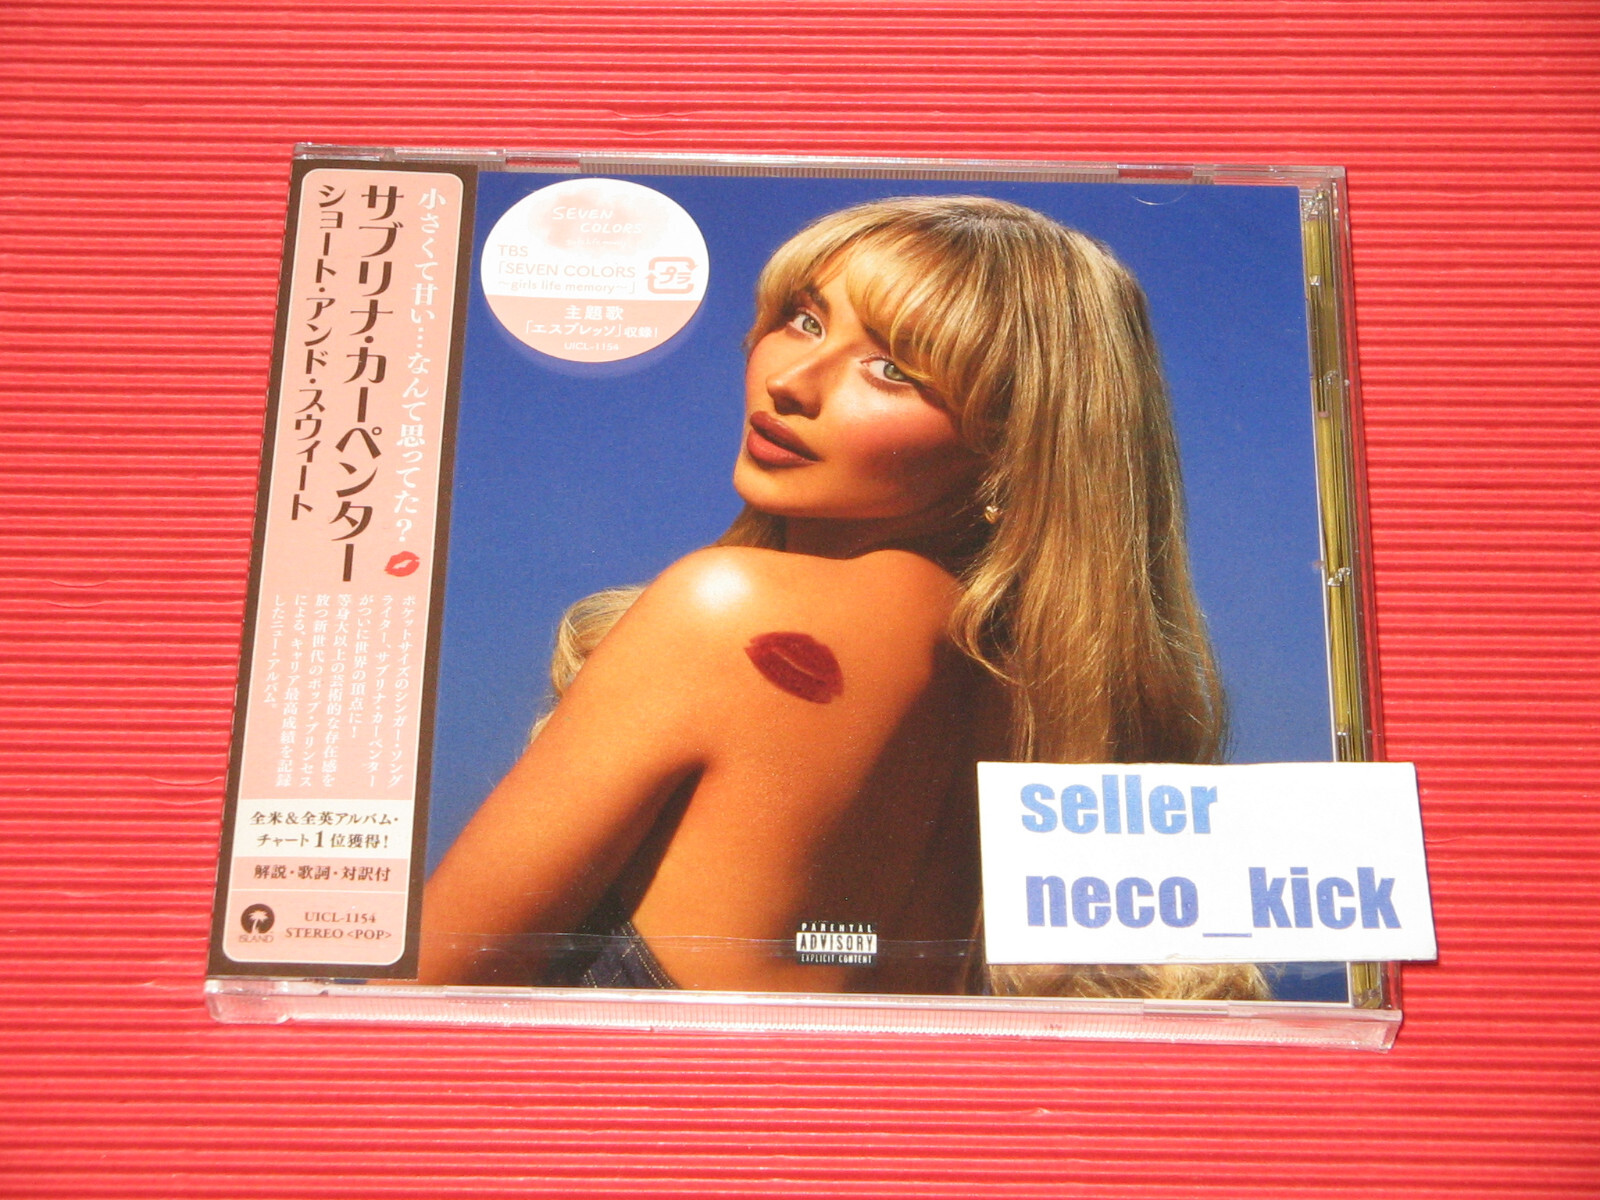 小さくて甘い…なんて思ってた?
サブリナ・カーペンター
ショート・アンド・スウィート
ポケットサイズのシンガー・ソング
ライター、サブリナ・カーペンター
がついに世界の頂点に!
等身大以上の芸術的な存在感を
放つ新世代のポップ・プリンセス
による、キャリア最高成績を記録
したニュー・アルバム。
全米&全英アルバム・
チャート1位獲得!
解説・歌詞・対訳付
ISLAND
UICL-1154
STEREO <POP>
SEVEN
COLORS
TBS
「SEVEN COLORS
～girls life memory～」
プラ
主題歌
「エスプレッソ」収録!
UICL-1154
PARENTAL
ADVISORY
EXPLICIT CONTENT
seller
neco_kick